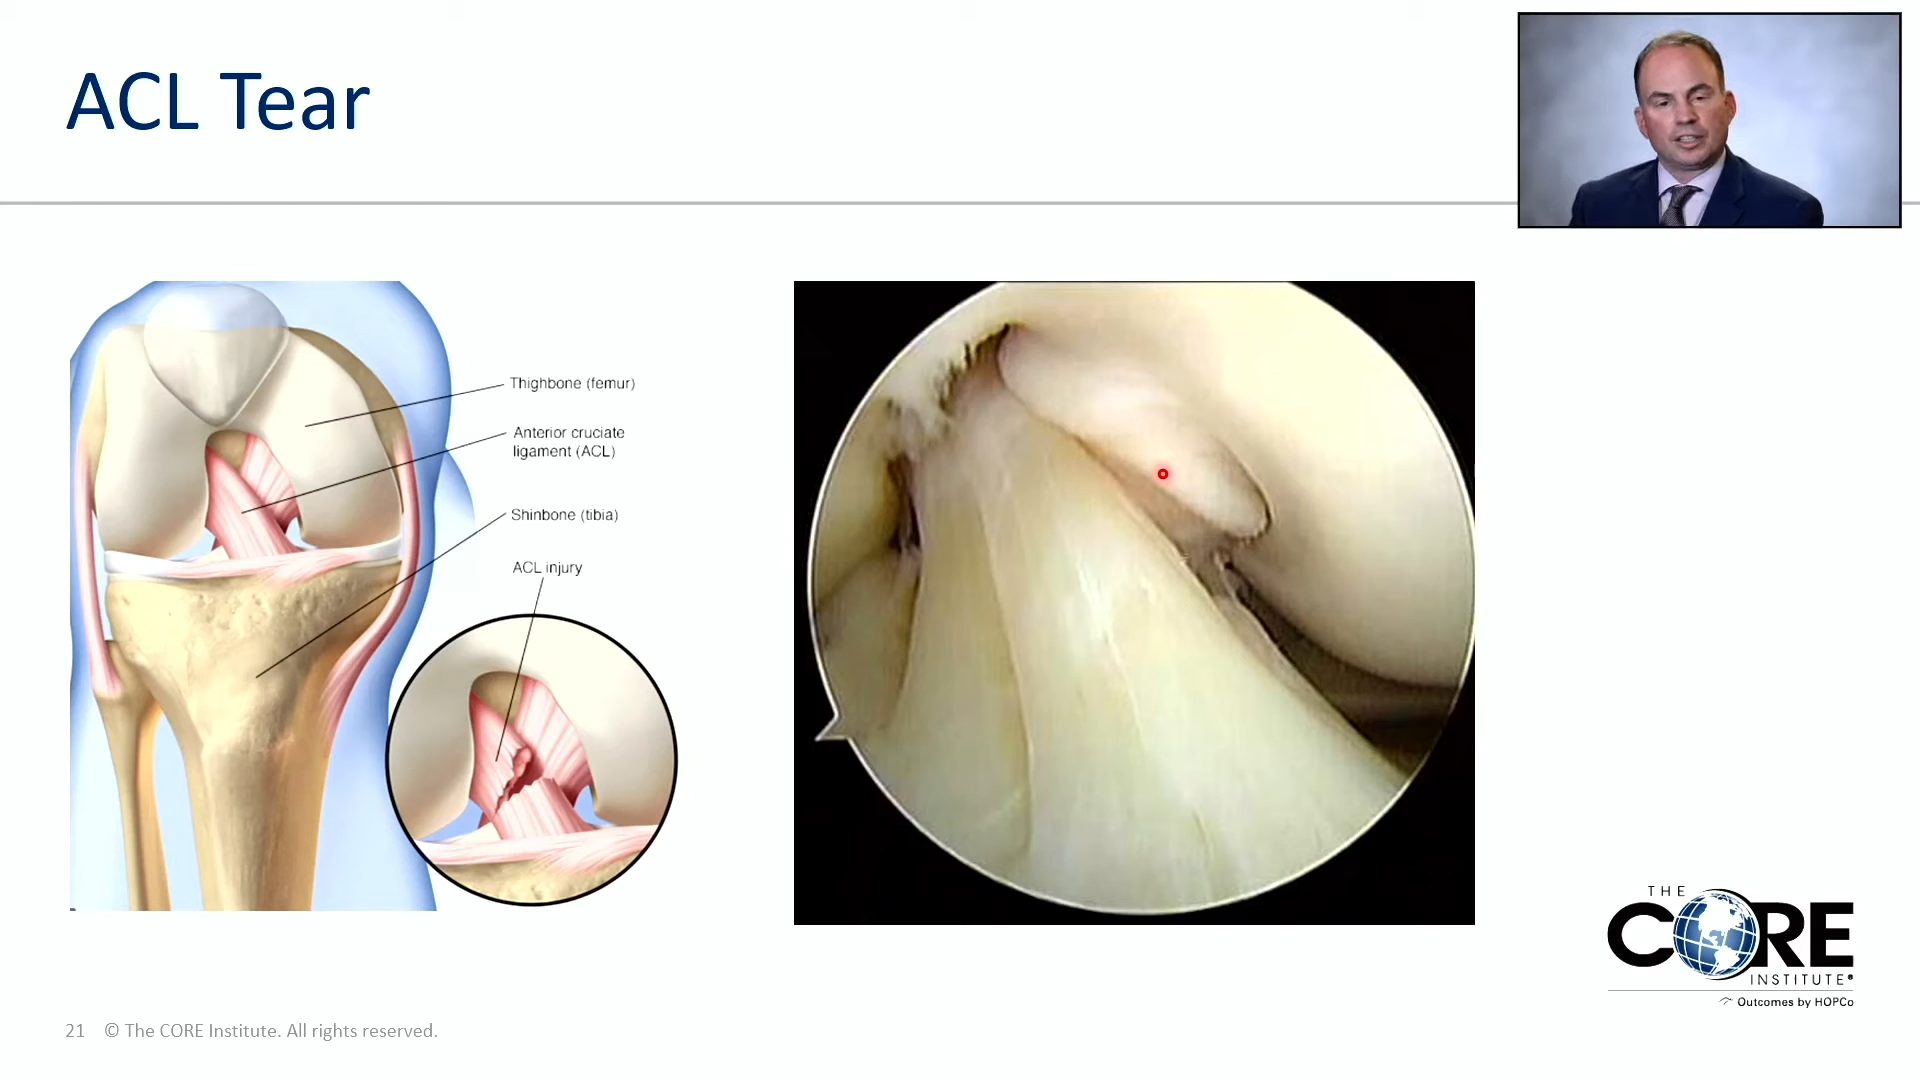 ACL Tear
Thighbone (femur)
Anterior cruciate
ligament (ACL)
Shinbone (tibia)
ACL injury
THE
CORE
INSTITUTE®
Outcomes by HOPCo
21 © The CORE Institute. All rights reserved.